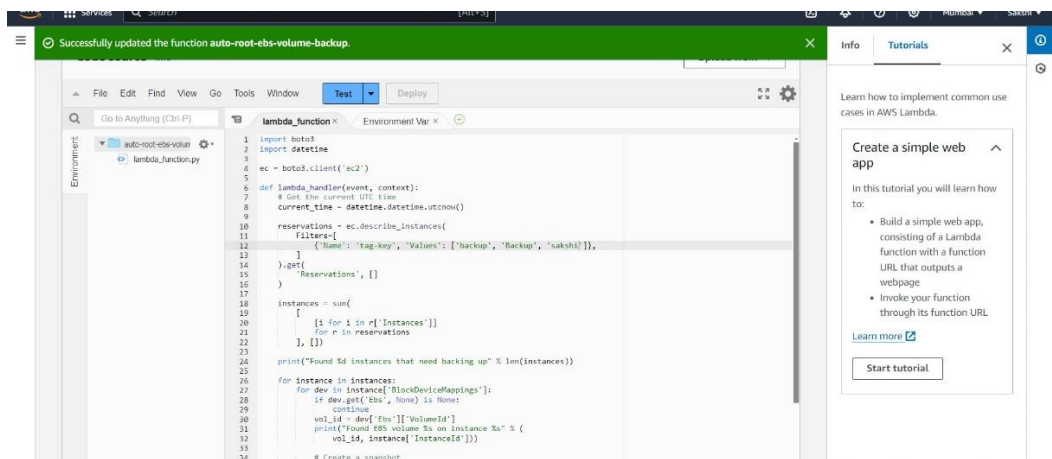 Services
Search
[Alt+S]
Mumbai
Sakshi
Successfully updated the function auto-root-ebs-volume-backup.
Info
Tutorials
File Edit Find View Go Tools Window Test Deploy
Go to Anything (Ctrl-P)
lambda_function
Environment Var
Environment
auto-root-ebs-volun
lambda_function.py
1 import boto3
2 import datetime
3
4 ec = boto3.client('ec2')
5
6 def lambda_handler(event, context):
7 # Get the current UTC time
8 current_time = datetime.datetime.utcnow()
9
10 reservations = ec.describe_instances(
11 Filters=[
12 {'Name': 'tag-key', 'Values': ['backup', 'Backup', 'sakshi']},
13 ]
14 ).get(
15 'Reservations', []
16 )
17
18 instances = sum(
19 [
20 [i for i in r['Instances']]
21 for r in reservations
22 ], [])
23
24 print("Found %d instances that need backing up" % len(instances))
25
26 for instance in instances:
27 for dev in instance['BlockDeviceMappings']:
28 if dev.get('Ebs', None) is None:
29 continue
30 vol_id = dev['Ebs']['VolumeId']
31 print("Found EBS volume %s on instance %s" % (
32 vol_id, instance['InstanceId']))
33
34 # Create a snapshot
Learn how to implement common use
cases in AWS Lambda.
Create a simple web
app
In this tutorial you will learn how
to:
• Build a simple web app,
consisting of a Lambda
function with a function
URL that outputs a
webpage
• Invoke your function
through its function URL
Learn more
Start tutorial